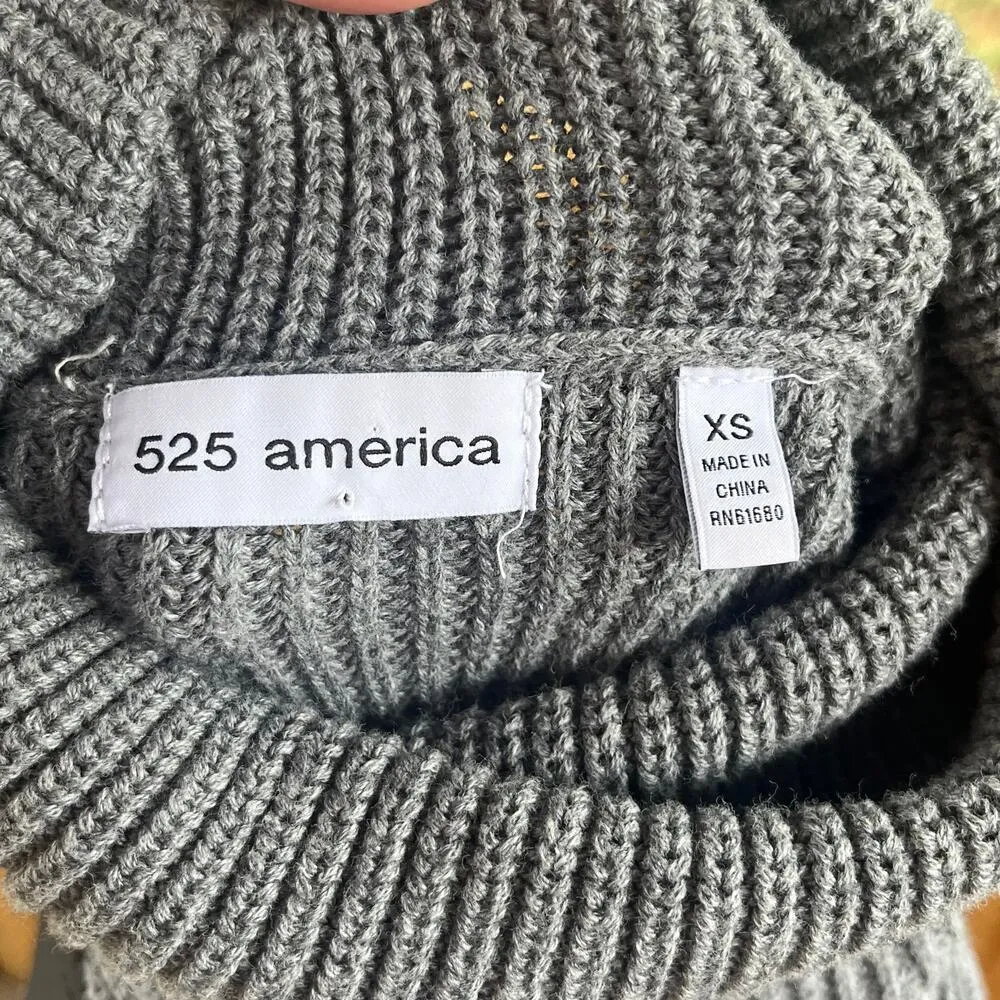 525 america
XS
MADE IN
CHINA
RN61680